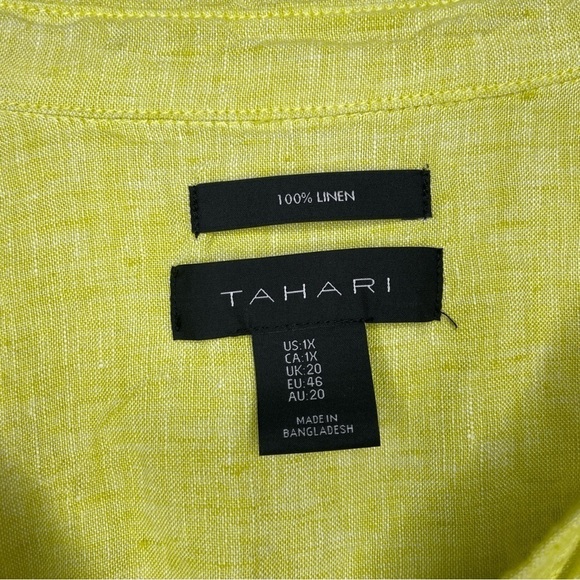 100% LINEN
TAHARI
US:1X
CA:1X
UK:20
EU:46
AU:20
MADE IN
BANGLADESH